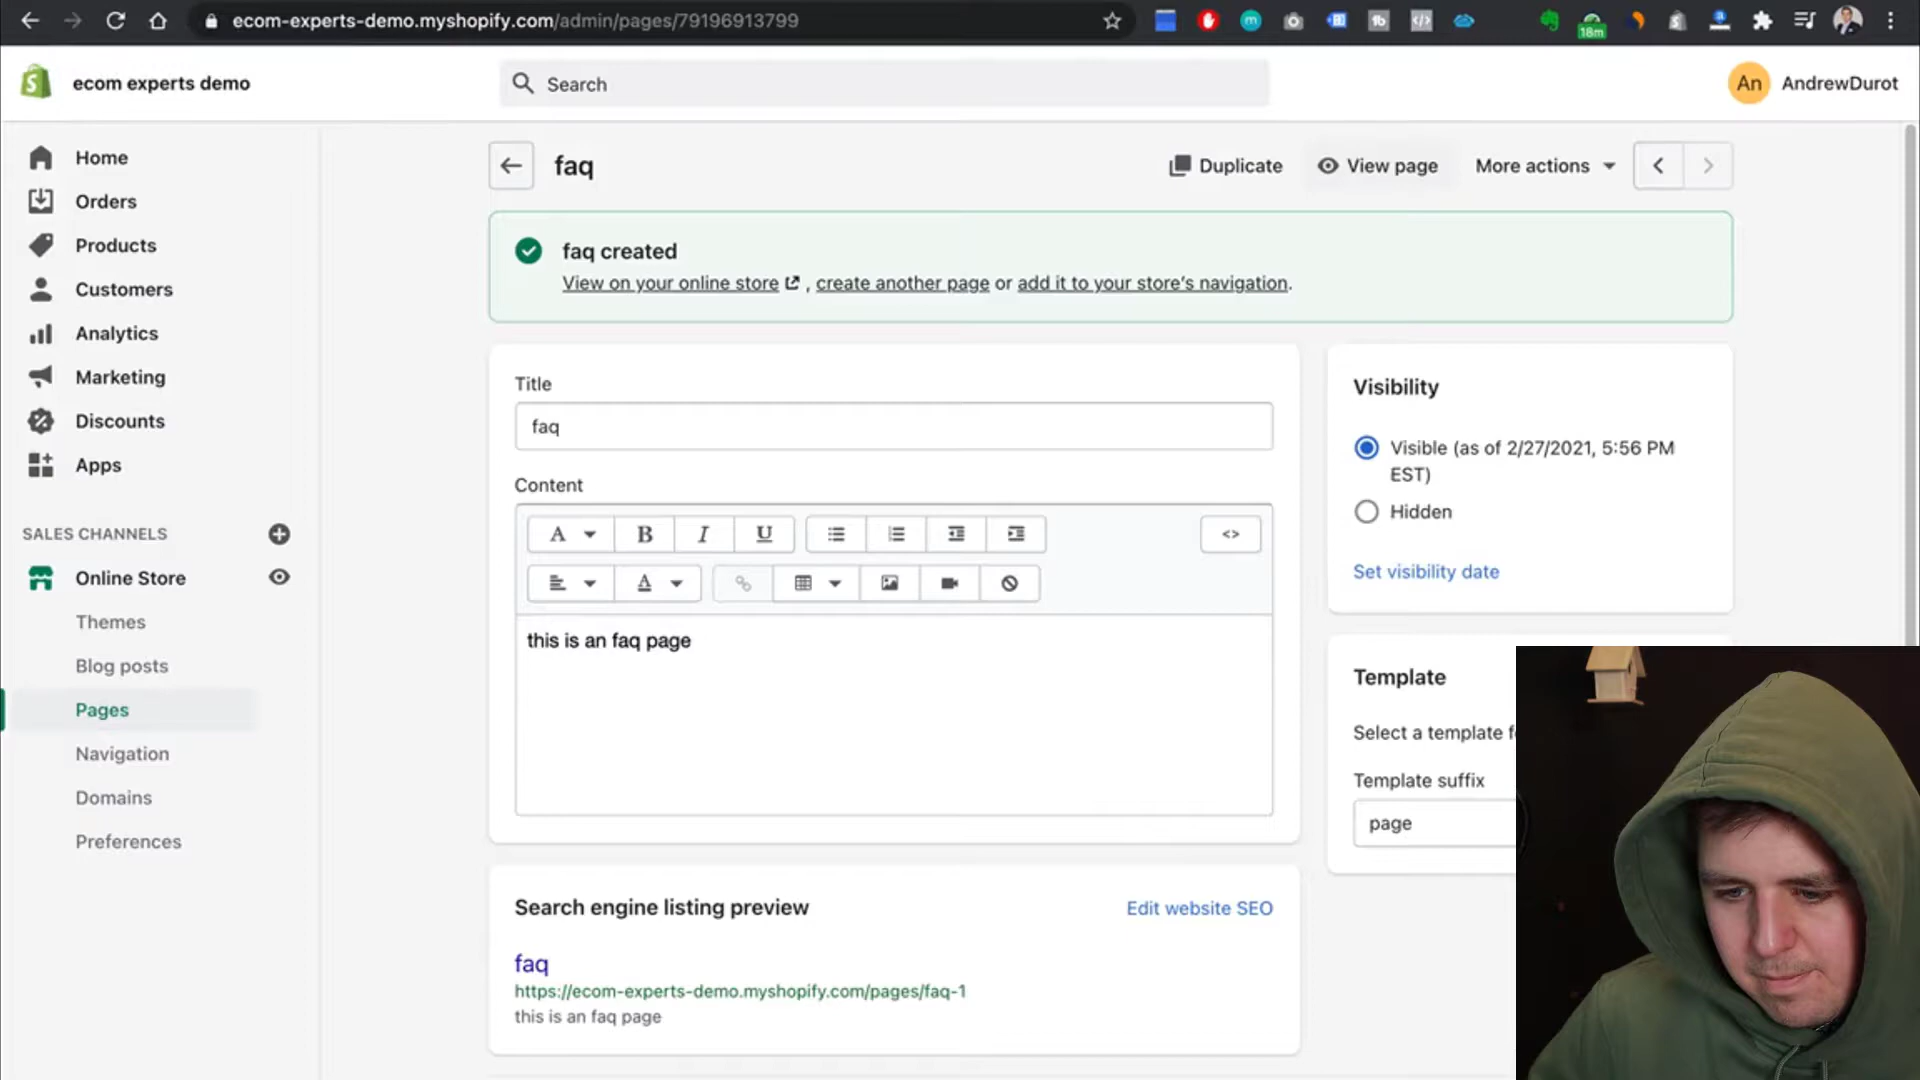 ecom-experts-demo.myshopify.com/admin/pages/79196913799
18m
ecom experts demo
Search
An
AndrewDurot
Home
Orders
Products
Customers
Analytics
Marketing
Discounts
Apps
SALES CHANNELS
Online Store
Themes
Blog posts
Pages
Navigation
Domains
Preferences
faq
Duplicate
View page
More actions
faq created
View on your online store , create another page or add it to your store's navigation.
Title
faq
Content
A
B
I
U
<>
A
this is an faq page
Search engine listing preview
Edit website SEO
faq
https://ecom-experts-demo.myshopify.com/pages/faq-1
this is an faq page
Visibility
Visible (as of 2/27/2021, 5:56 PM
EST)
Hidden
Set visibility date
Template
Select a template
Template suffix
page